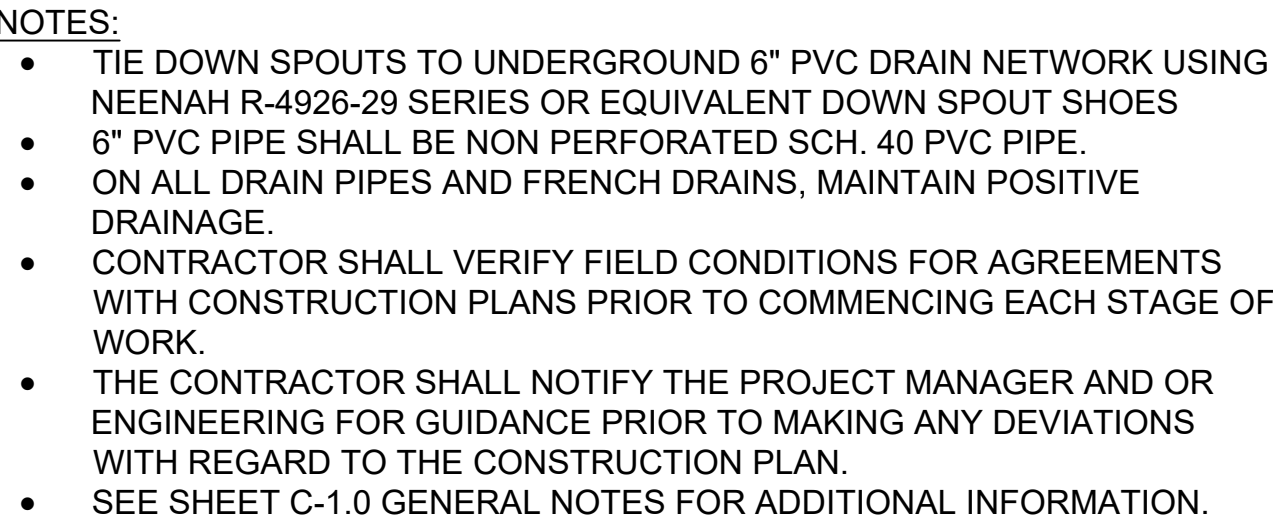 NOTES:
• TIE DOWN SPOUTS TO UNDERGROUND 6" PVC DRAIN NETWORK USING
NEENAH R-4926-29 SERIES OR EQUIVALENT DOWN SPOUT SHOES
• 6" PVC PIPE SHALL BE NON PERFORATED SCH. 40 PVC PIPE.
• ON ALL DRAIN PIPES AND FRENCH DRAINS, MAINTAIN POSITIVE
DRAINAGE.
• CONTRACTOR SHALL VERIFY FIELD CONDITIONS FOR AGREEMENTS
WITH CONSTRUCTION PLANS PRIOR TO COMMENCING EACH STAGE OF
WORK.
• THE CONTRACTOR SHALL NOTIFY THE PROJECT MANAGER AND OR
ENGINEERING FOR GUIDANCE PRIOR TO MAKING ANY DEVIATIONS
WITH REGARD TO THE CONSTRUCTION PLAN.
• SEE SHEET C-1.0 GENERAL NOTES FOR ADDITIONAL INFORMATION.